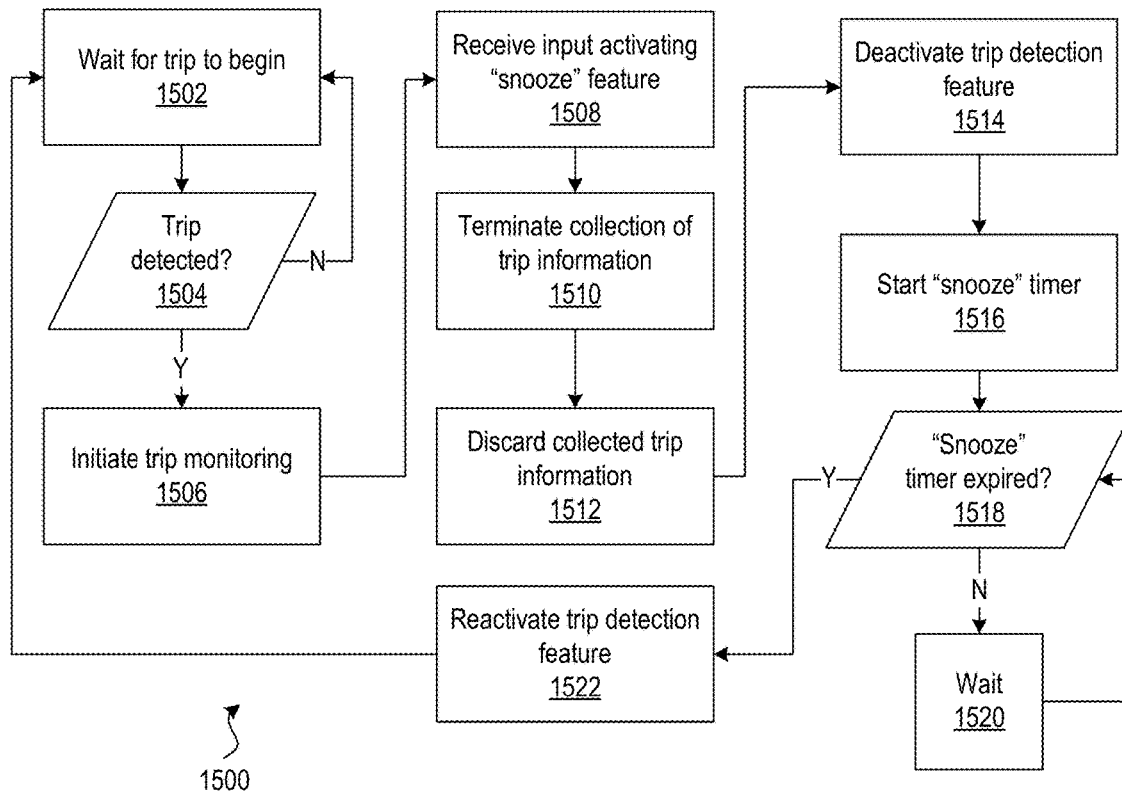 Wait for trip to begin
1502
Trip
detected?
1504
N
Y
Initiate trip monitoring
1506
Receive input activating
“snooze” feature
1508
Terminate collection of
trip information
1510
Discard collected trip
information
1512
Deactivate trip detection
feature
1514
Start “snooze” timer
1516
“Snooze”
timer expired?
1518
Y
N
Wait
1520
Reactivate trip detection
feature
1522
1500